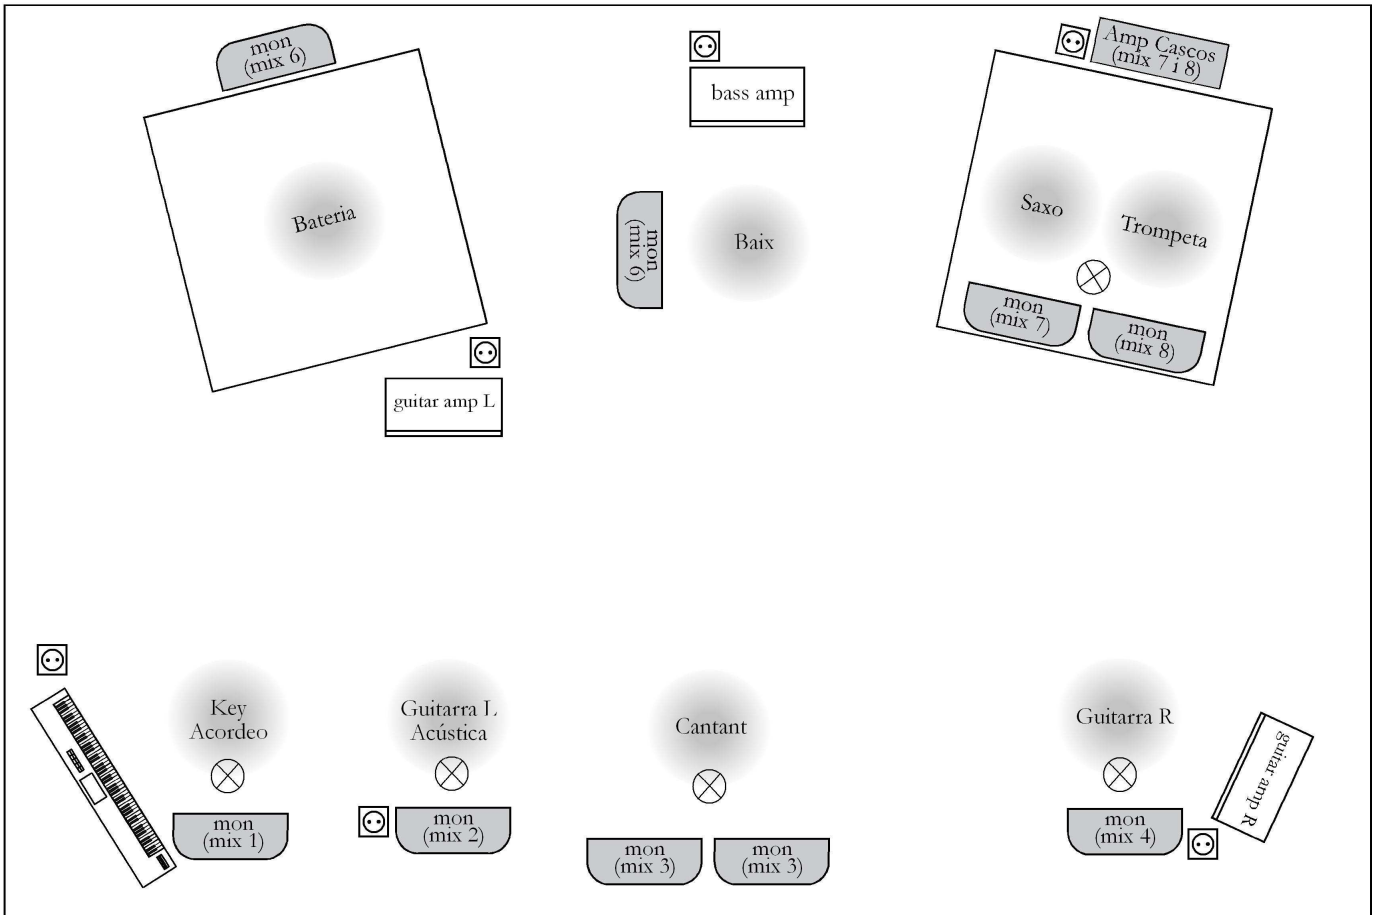 mon
(mix 6)
bass amp
Amp Cascos
(mix 7 i 8)
Bateria
mon
(mix 6)
Baix
Saxo
Trompeta
mon
(mix 7)
mon
(mix 8)
guitar amp L
Key
Acordeo
Guitarra L
Acústica
Cantant
Guitarra R
guitar amp R
mon
(mix 1)
mon
(mix 2)
mon
(mix 3)
mon
(mix 3)
mon
(mix 4)